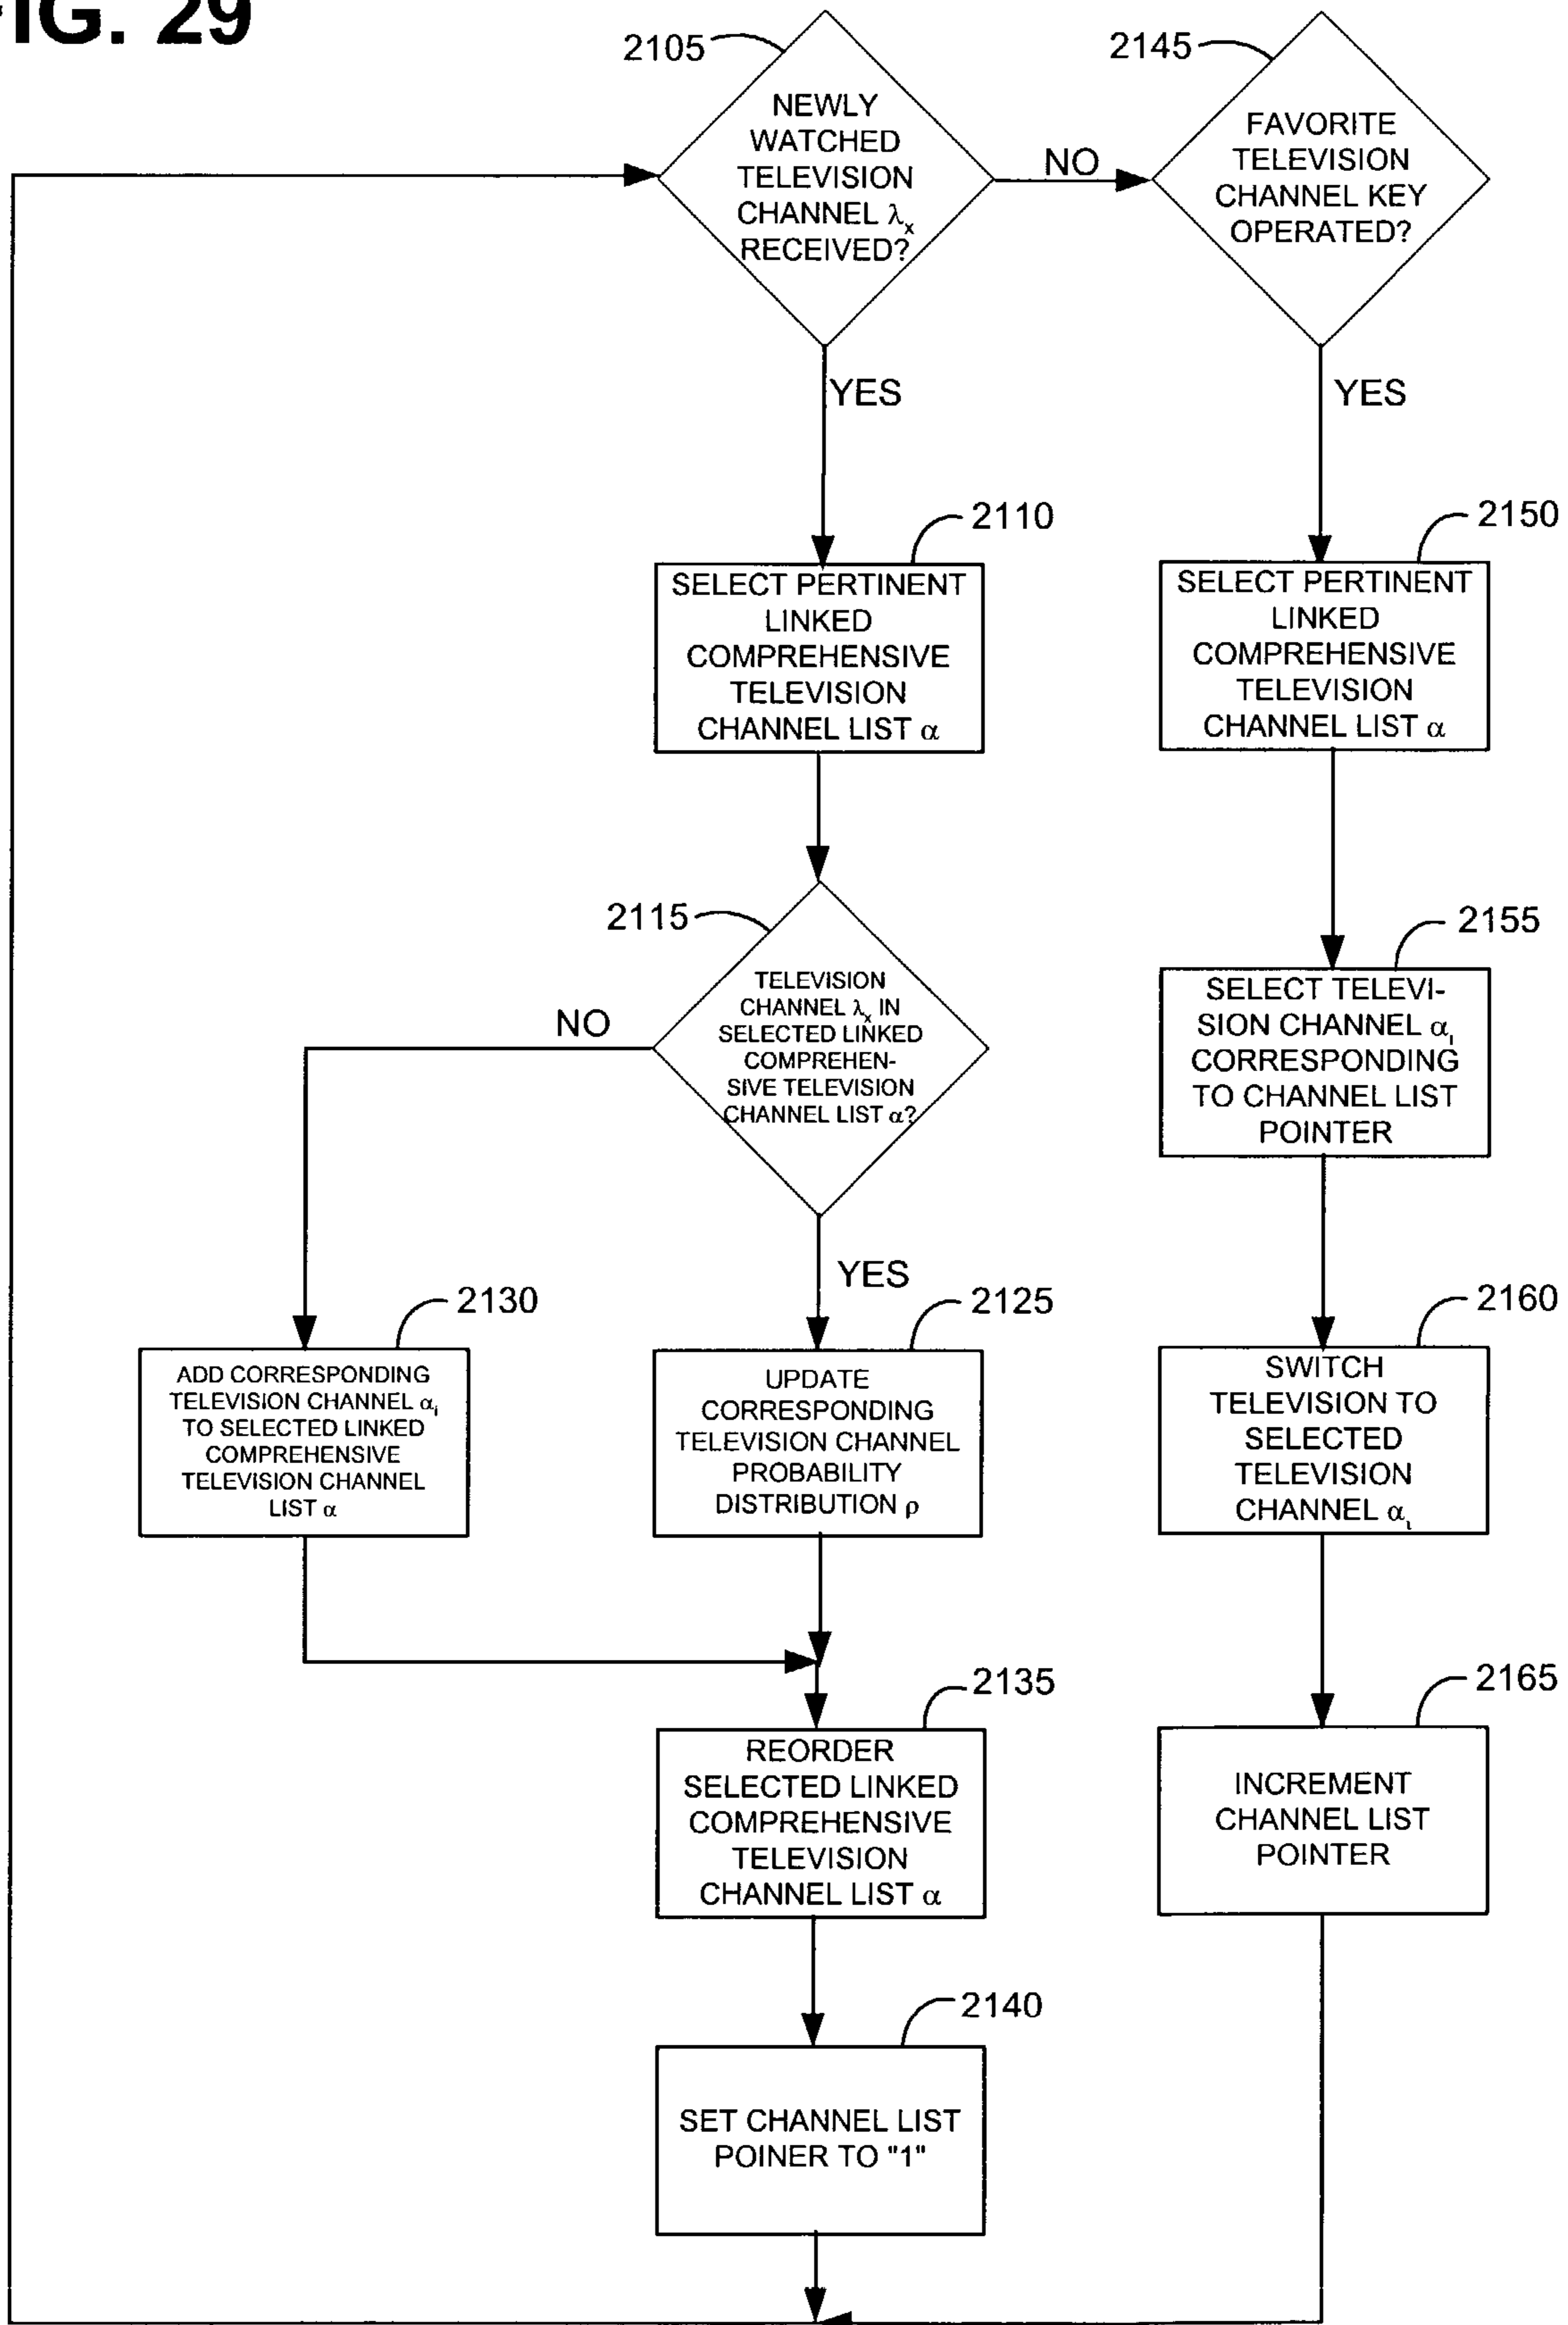 FIG. 29
2105
NEWLY
WATCHED
TELEVISION
CHANNEL λx
RECEIVED?
NO
2145
FAVORITE
TELEVISION
CHANNEL KEY
OPERATED?
YES
YES
2110
SELECT PERTINENT
LINKED
COMPREHENSIVE
TELEVISION
CHANNEL LIST α
2150
SELECT PERTINENT
LINKED
COMPREHENSIVE
TELEVISION
CHANNEL LIST α
2115
TELEVISION
CHANNEL λx IN
SELECTED LINKED
COMPREHEN-
SIVE TELEVISION
CHANNEL LIST α?
NO
YES
2155
SELECT TELEVI-
SION CHANNEL αi
CORRESPONDING
TO CHANNEL LIST
POINTER
2130
ADD CORRESPONDING
TELEVISION CHANNEL αi
TO SELECTED LINKED
COMPREHENSIVE
TELEVISION CHANNEL
LIST α
2125
UPDATE
CORRESPONDING
TELEVISION CHANNEL
PROBABILITY
DISTRIBUTION ρ
2160
SWITCH
TELEVISION TO
SELECTED
TELEVISION
CHANNEL αi
2135
REORDER
SELECTED LINKED
COMPREHENSIVE
TELEVISION
CHANNEL LIST α
2165
INCREMENT
CHANNEL LIST
POINTER
2140
SET CHANNEL LIST
POINER TO "1"